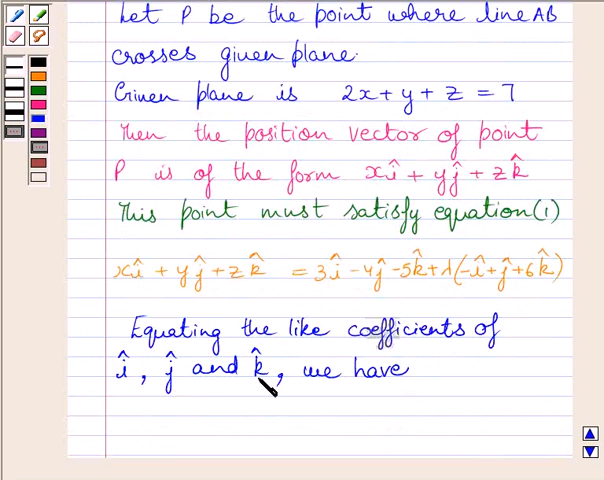 Let P be the point where line AB
crosses given plane.
Given plane is 2x+y+z=7
Then the position vector of point
P is of the form xî+yĵ+zk̂
This point must satisfy equation(1)
xî+yĵ+zk̂ =3î-4ĵ-5k̂+λ(-î+ĵ+6k̂)
Equating the like coefficients of
î, ĵ and k̂, we have